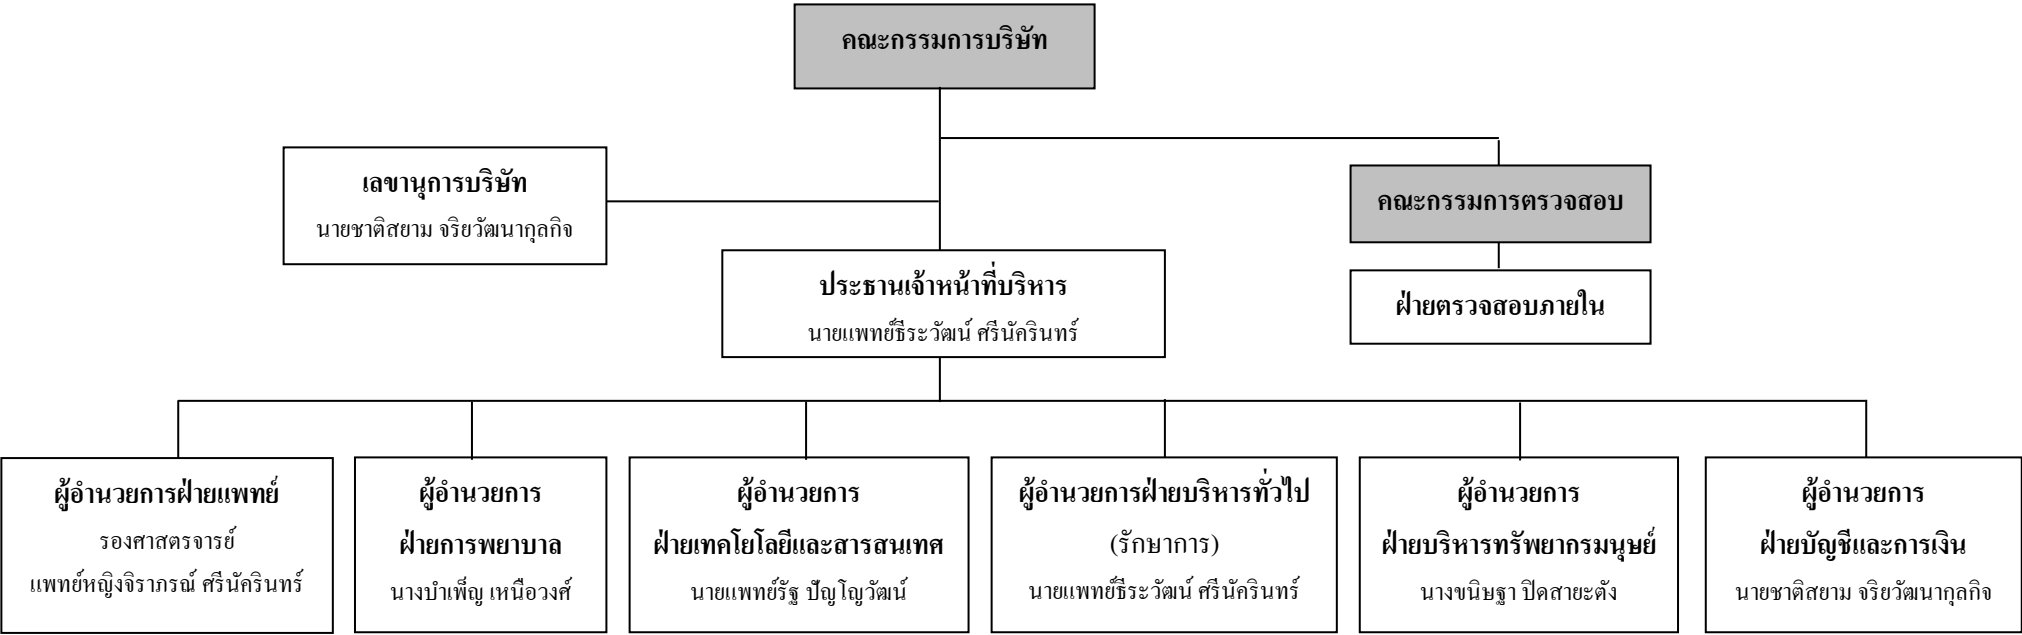 คณะกรรมการบริษัท
เลขานุการบริษัท
นายชาติสยาม จริยวัฒนากุลกิจ
คณะกรรมการตรวจสอบ
ประธานเจ้าหน้าที่บริหาร
นายแพทย์ธีระวัฒน์ ศรีนัครินทร์
ฝ่ายตรวจสอบภายใน
ผู้อำนวยการฝ่ายแพทย์
รองศาสตรจารย์
แพทย์หญิงจิราภรณ์ ศรีนัครินทร์
ผู้อำนวยการ
ฝ่ายการพยาบาล
นางบำเพ็ญ เหนือวงศ์
ผู้อำนวยการ
ฝ่ายเทคโยโลยีและสารสนเทศ
นายแพทย์รัฐ ปัญโญวัฒน์
ผู้อำนวยการฝ่ายบริหารทั่วไป
(รักษาการ)
นายแพทย์ธีระวัฒน์ ศรีนัครินทร์
ผู้อำนวยการ
ฝ่ายบริหารทรัพยากรมนุษย์
นางขนิษฐา ปิดสายะตัง
ผู้อำนวยการ
ฝ่ายบัญชีและการเงิน
นายชาติสยาม จริยวัฒนากุลกิจ